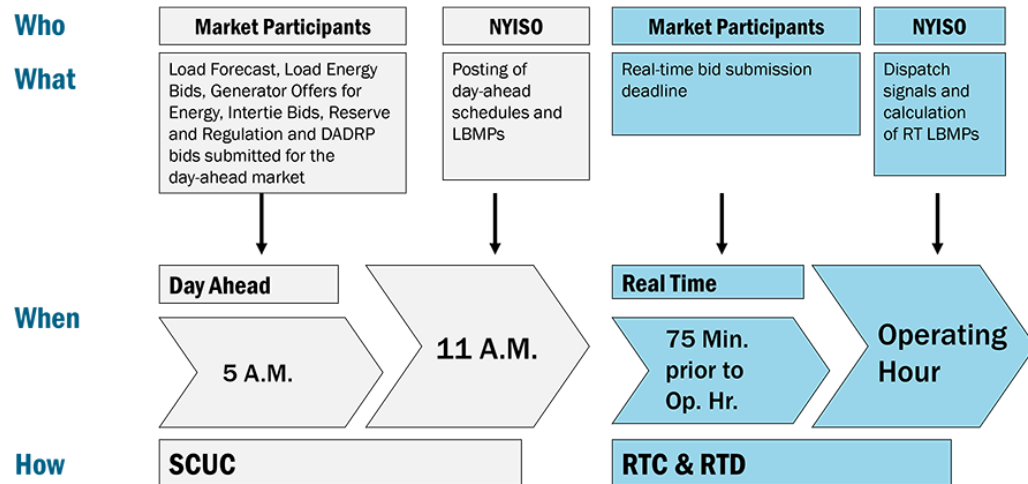 Who
Market Participants
NYISO
Market Participants
NYISO
What
Load Forecast, Load Energy
Bids, Generator Offers for
Energy, Intertie Bids, Reserve
and Regulation and DADRP
bids submitted for the
day-ahead market
Posting of
day-ahead
schedules and
LBMPs
Real-time bid submission
deadline
Dispatch
signals and
calculation
of RT LBMPs
When
Day Ahead
5 A.M.
11 A.M.
Real Time
75 Min.
prior to
Op. Hr.
Operating
Hour
How
SCUC
RTC & RTD